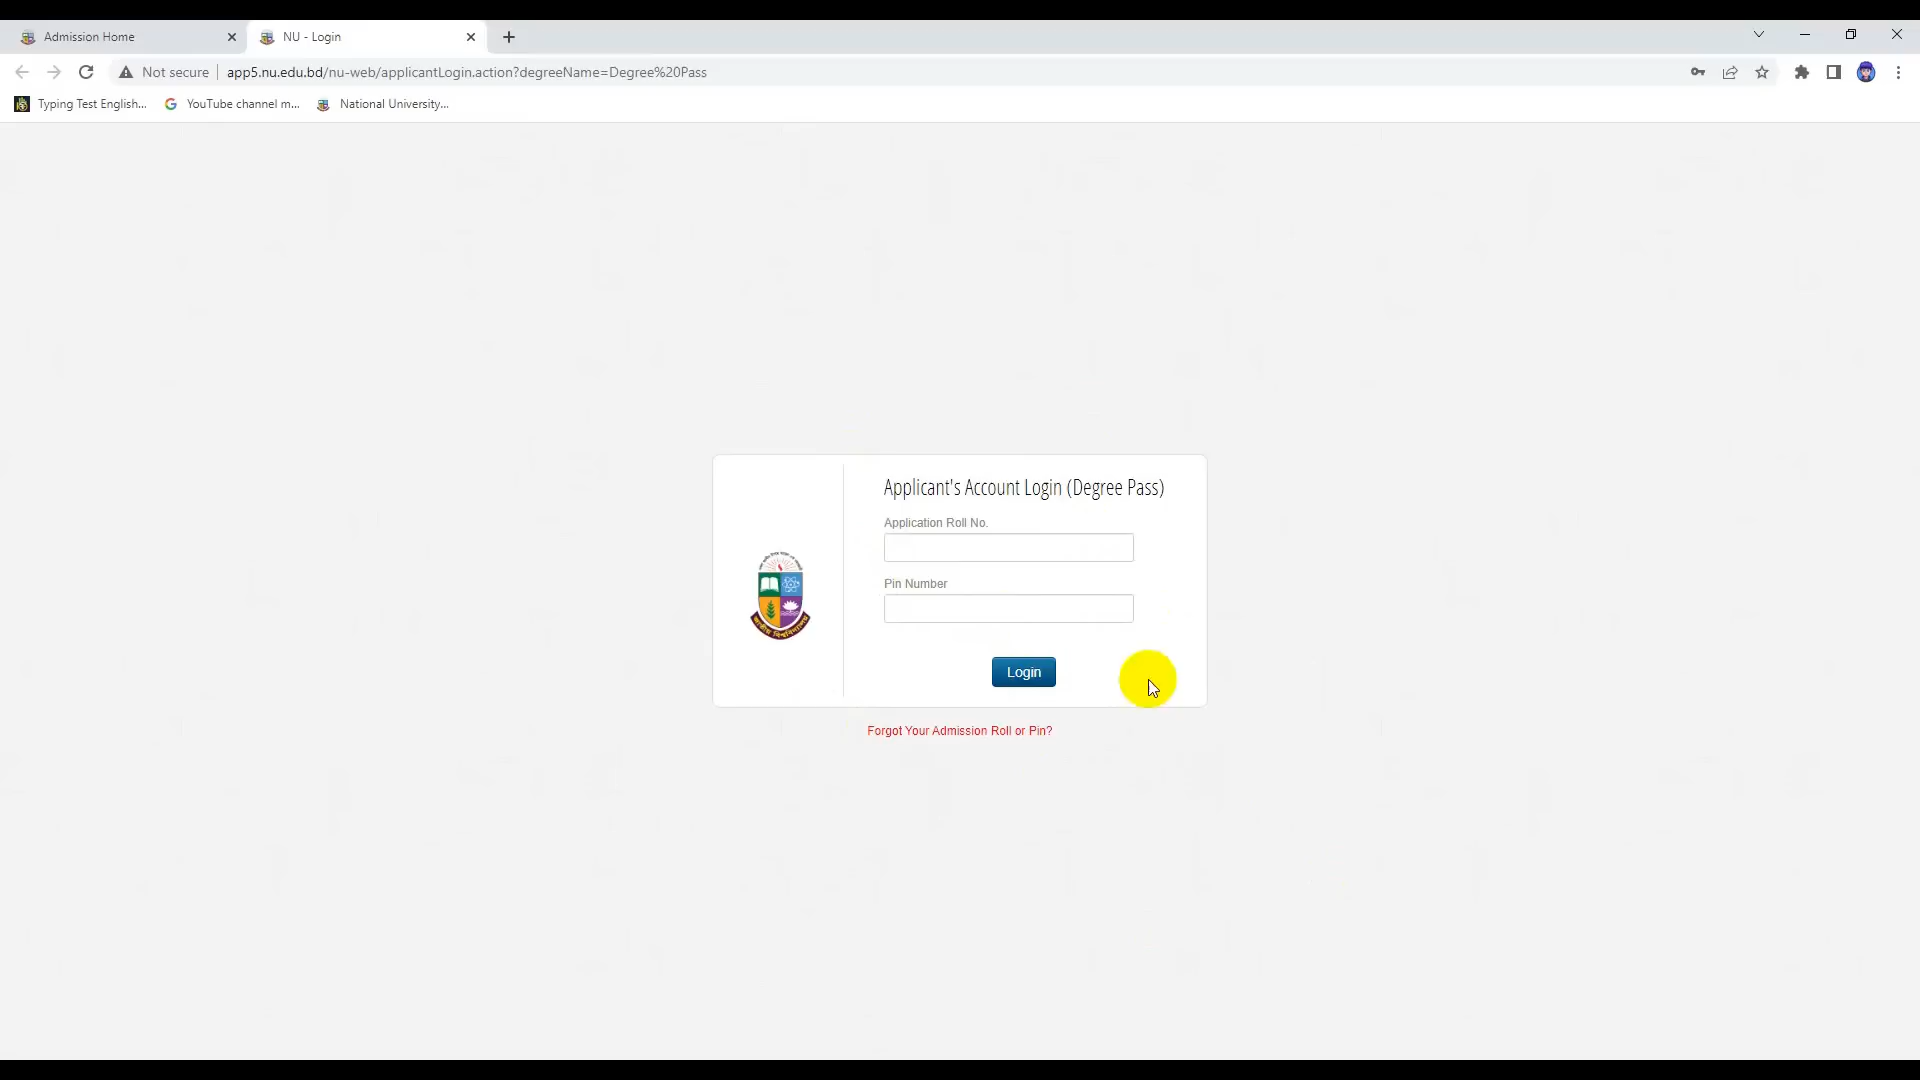 Admission Home
NU - Login
Not secure
app5.nu.edu.bd/nu-web/applicantLogin.action?degreeName=Degree%20Pass
Typing Test English...
YouTube channel m...
National University...
Applicant's Account Login (Degree Pass)
Application Roll No.
Pin Number
জাতীয় বিশ্ববিদ্যালয়
Login
Forgot Your Admission Roll or Pin?